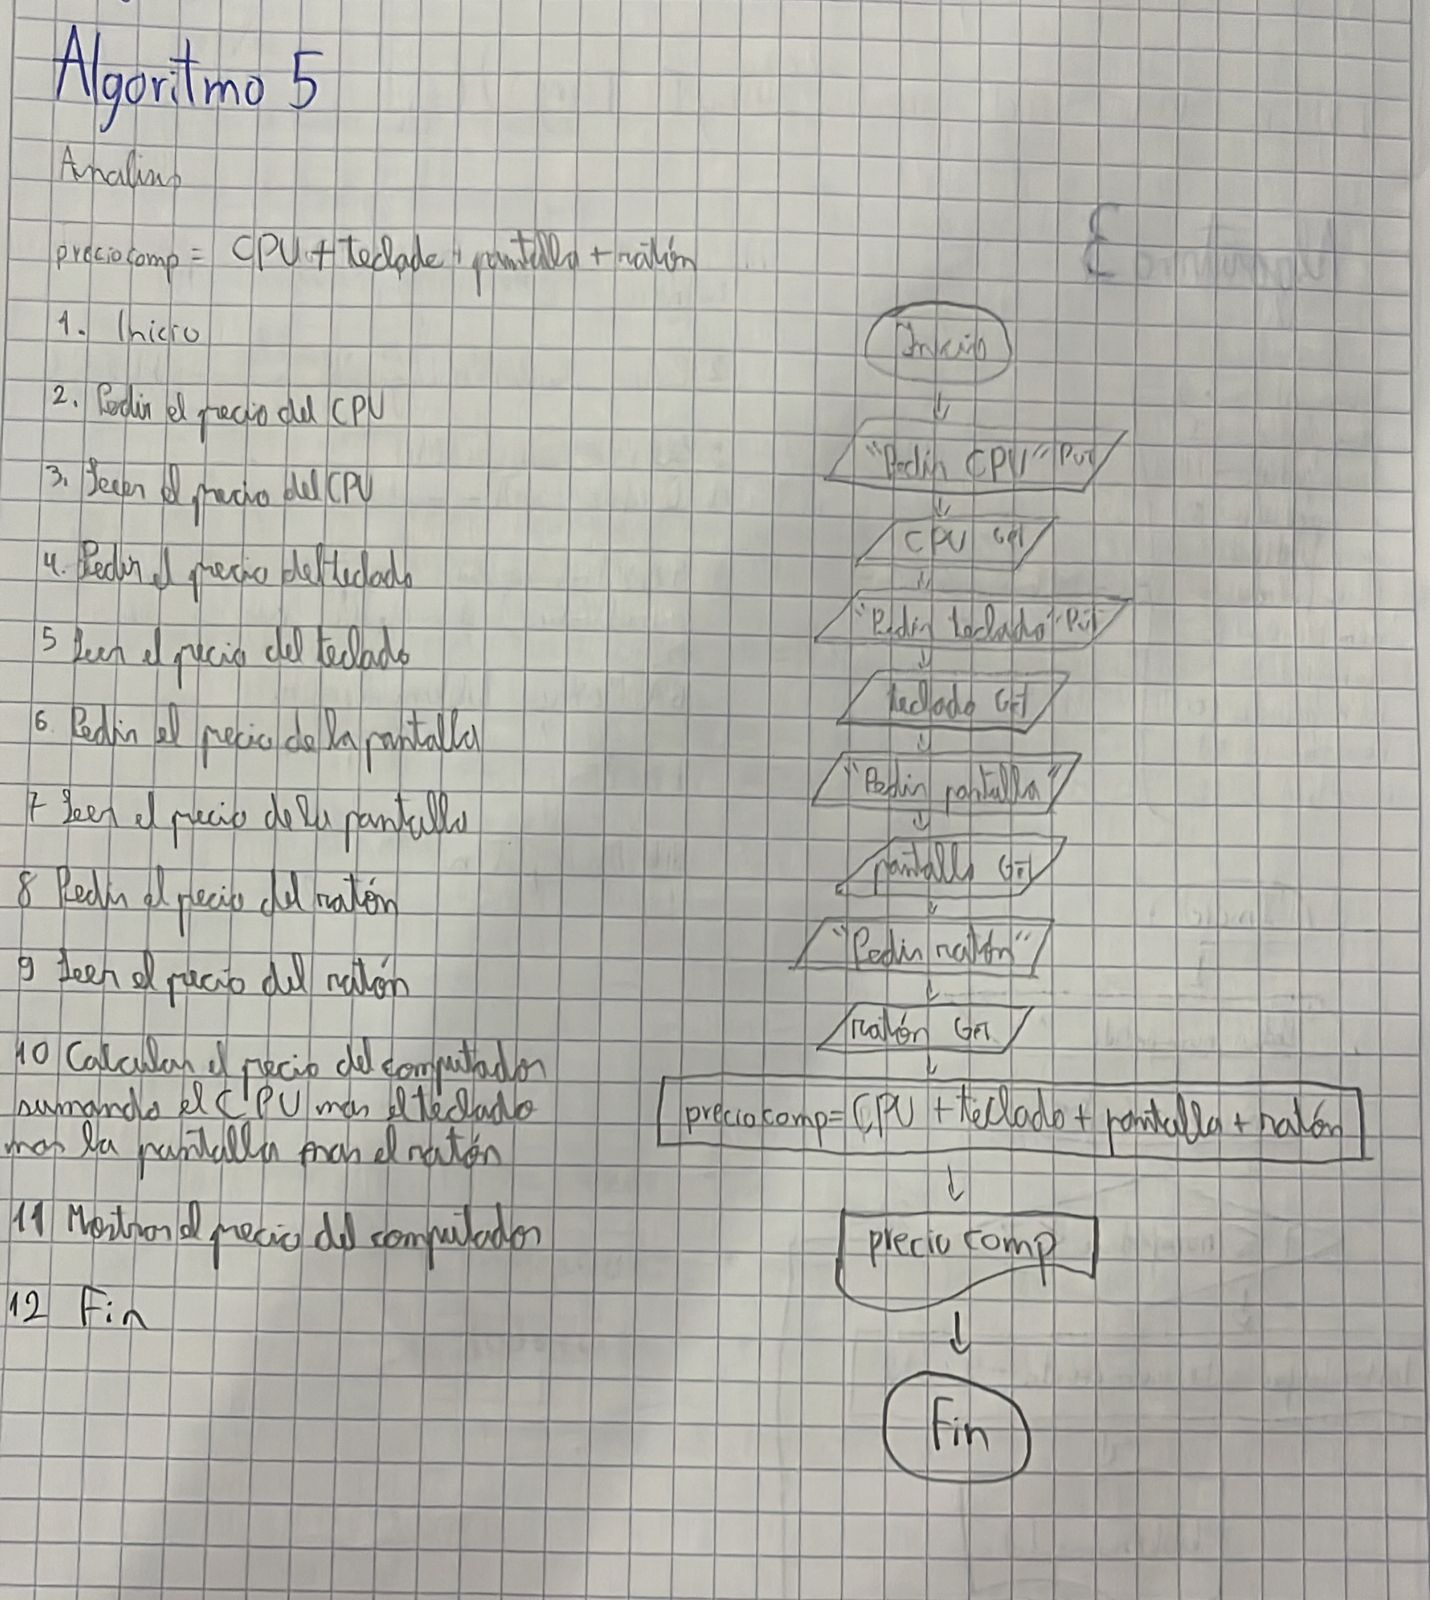 Algoritmo 5
Analisis
preciocomp = CPU + teclado + pantalla + ratón
1. Inicio
2. Pedir el precio del CPU
3. Leer el precio del CPU
4. Pedir el precio del teclado
5 Leer el precio del teclado
6 Pedir el precio de la pantalla
7 Leer el precio de la pantalla
8 Pedir el precio del ratón
9 Leer el precio del ratón
10 Calcular el precio del computador
sumando el CPU mas el teclado
mas la pantalla mas el ratón
11 Mostrar el precio del computador
12 Fin
Inicio
"Pedir CPU" Put
CPU Get
"Pedir teclado" Put
teclado GET
"Pedir pantalla"
pantalla GET
"Pedir ratón"
ratón GET
preciocomp = CPU + teclado + pantalla + ratón
precio comp
Fin